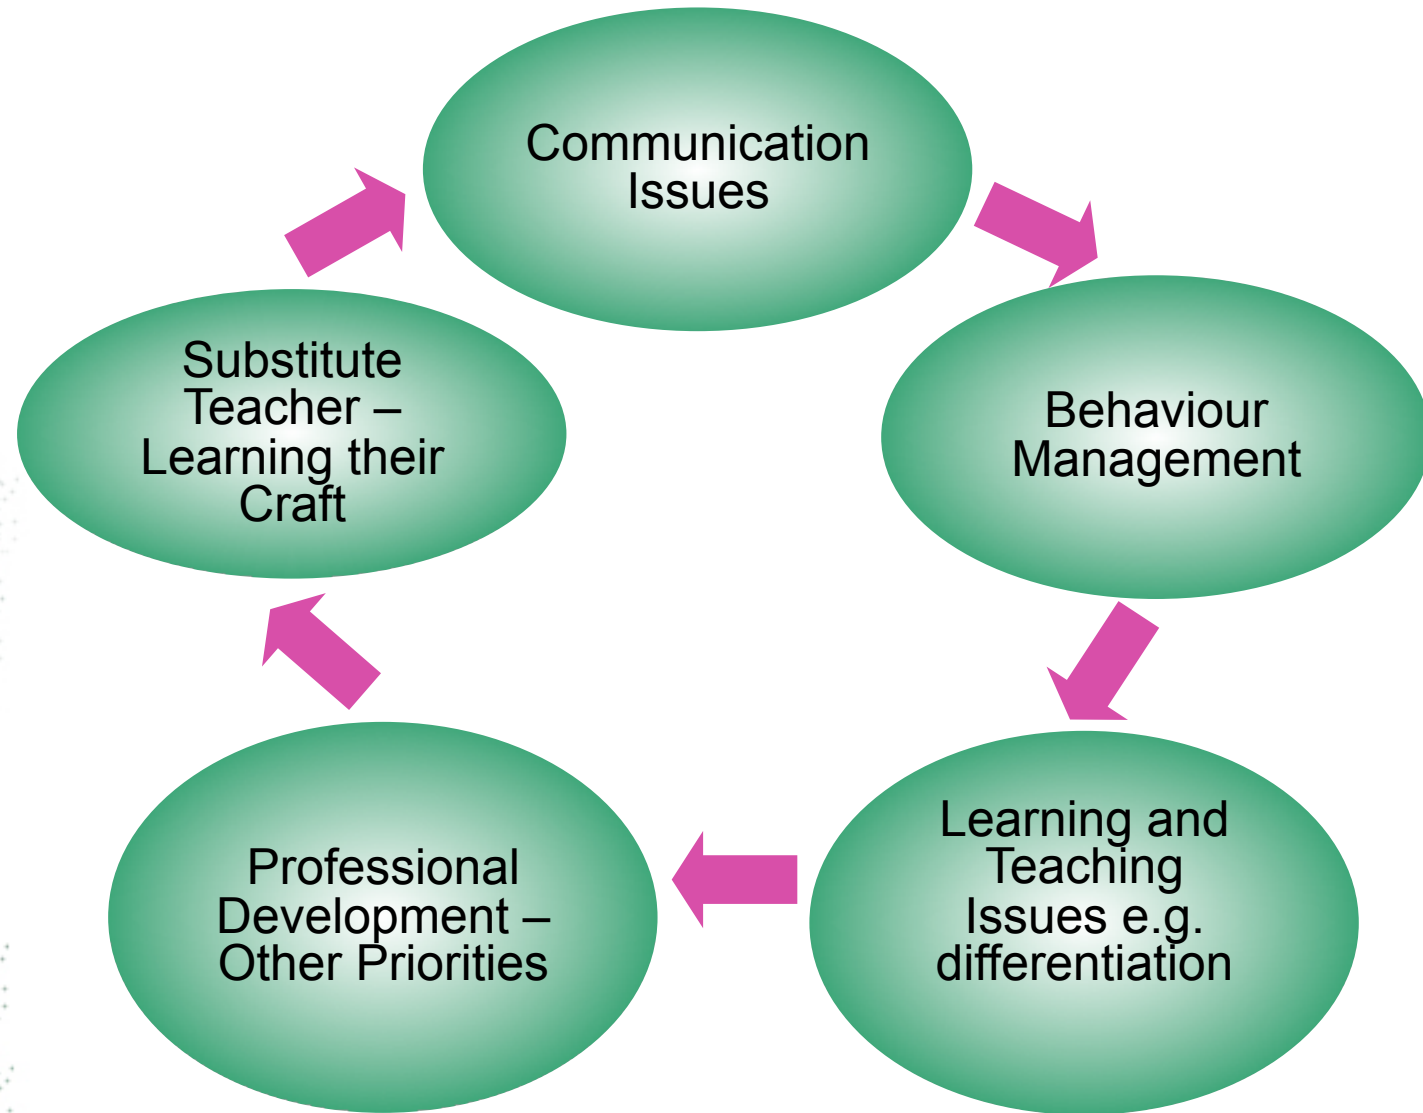 Communication
Issues
Behaviour
Management
Learning and
Teaching
Issues e.g.
differentiation
Professional
Development –
Other Priorities
Substitute
Teacher –
Learning their
Craft